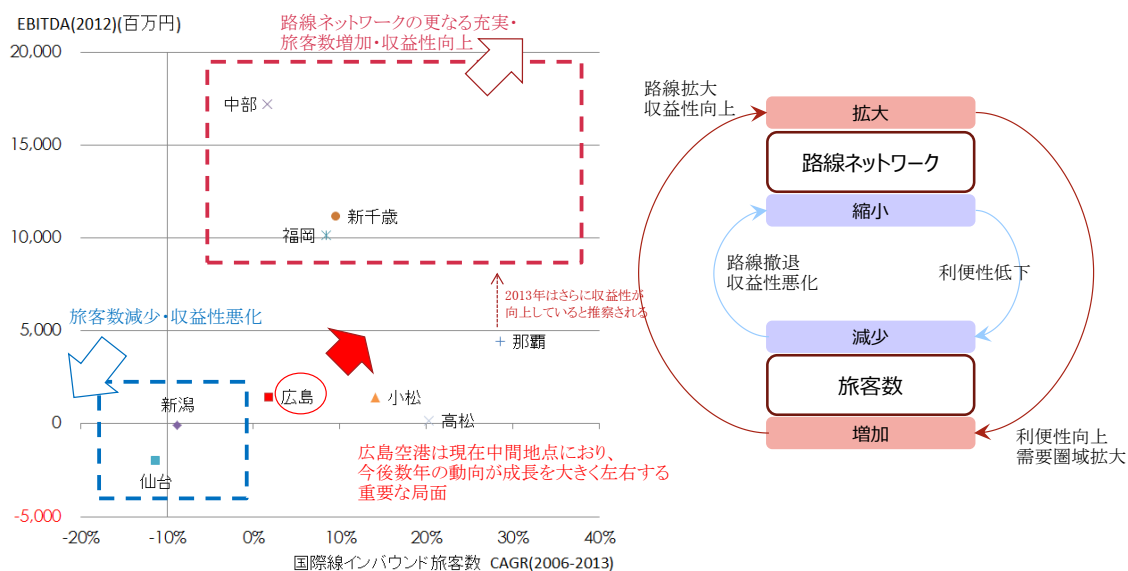 EBITDA(2012)(百万円)
路線ネットワークの更なる充実・
旅客数増加・収益性向上
20,000
15,000
10,000
5,000
0
-5,000
中部
新千歳
福岡
2013年はさらに収益性が
向上していると推察される
那覇
旅客数減少・収益性悪化
新潟
広島
小松
高松
仙台
広島空港は現在中間地点におり、
今後数年の動向が成長を大きく左右する
重要な局面
-20%
-10%
0%
10%
20%
30%
40%
国際線インバウンド旅客数 CAGR(2006-2013)
路線拡大
収益性向上
拡大
路線ネットワーク
縮小
路線撤退
収益性悪化
利便性低下
減少
旅客数
増加
利便性向上
需要圏域拡大